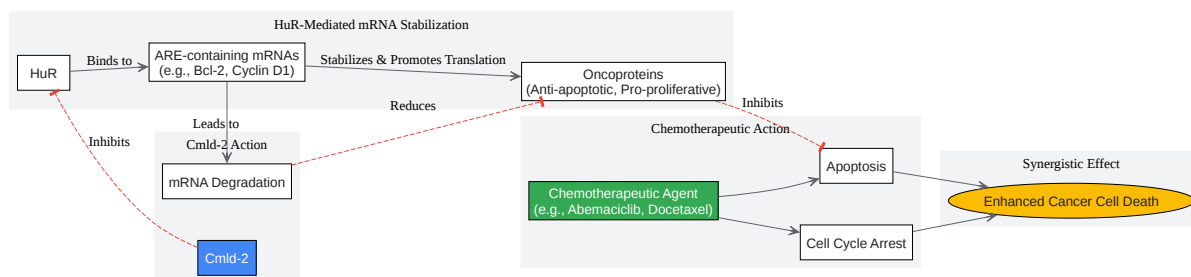 HuR-Mediated mRNA Stabilization
HuR
Binds to
ARE-containing mRNAs
(e.g., Bcl-2, Cyclin D1)
Stabilizes & Promotes Translation
Oncoproteins
(Anti-apoptotic, Pro-proliferative)
Reduces
Inhibits
Leads to
Cmld-2 Action
Inhibits
mRNA Degradation
Cmld-2
Chemotherapeutic Action
Chemotherapeutic Agent
(e.g., Abemaciclib, Docetaxel)
Apoptosis
Cell Cycle Arrest
Synergistic Effect
Enhanced Cancer Cell Death